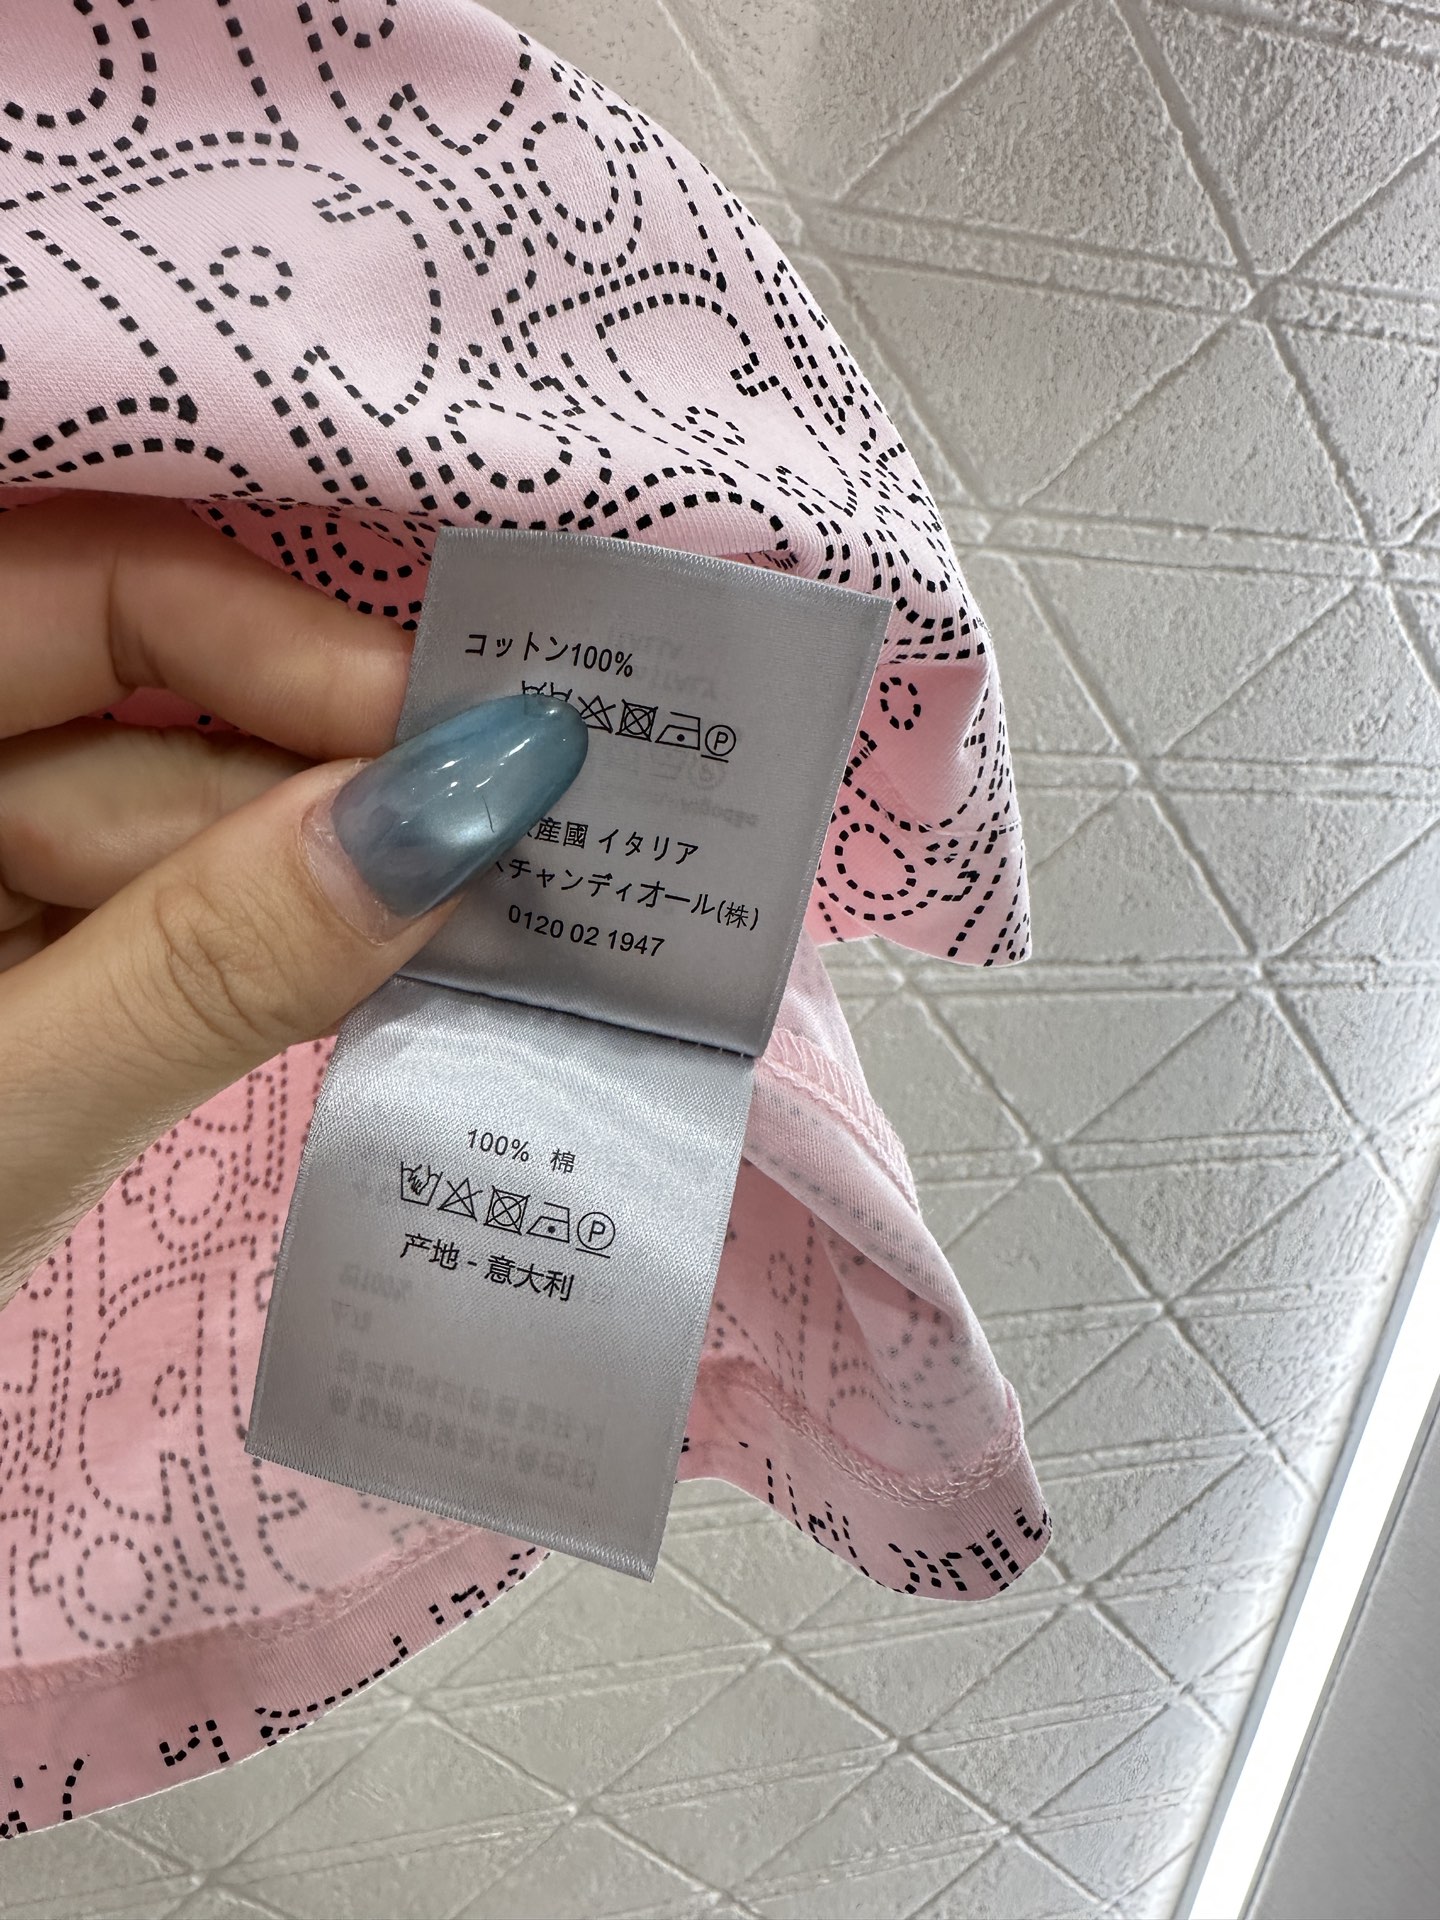 コットン100%
P
産國 イタリア
スチャンディオール(株)
0120 02 1947
100% 棉
P
产地 - 意大利